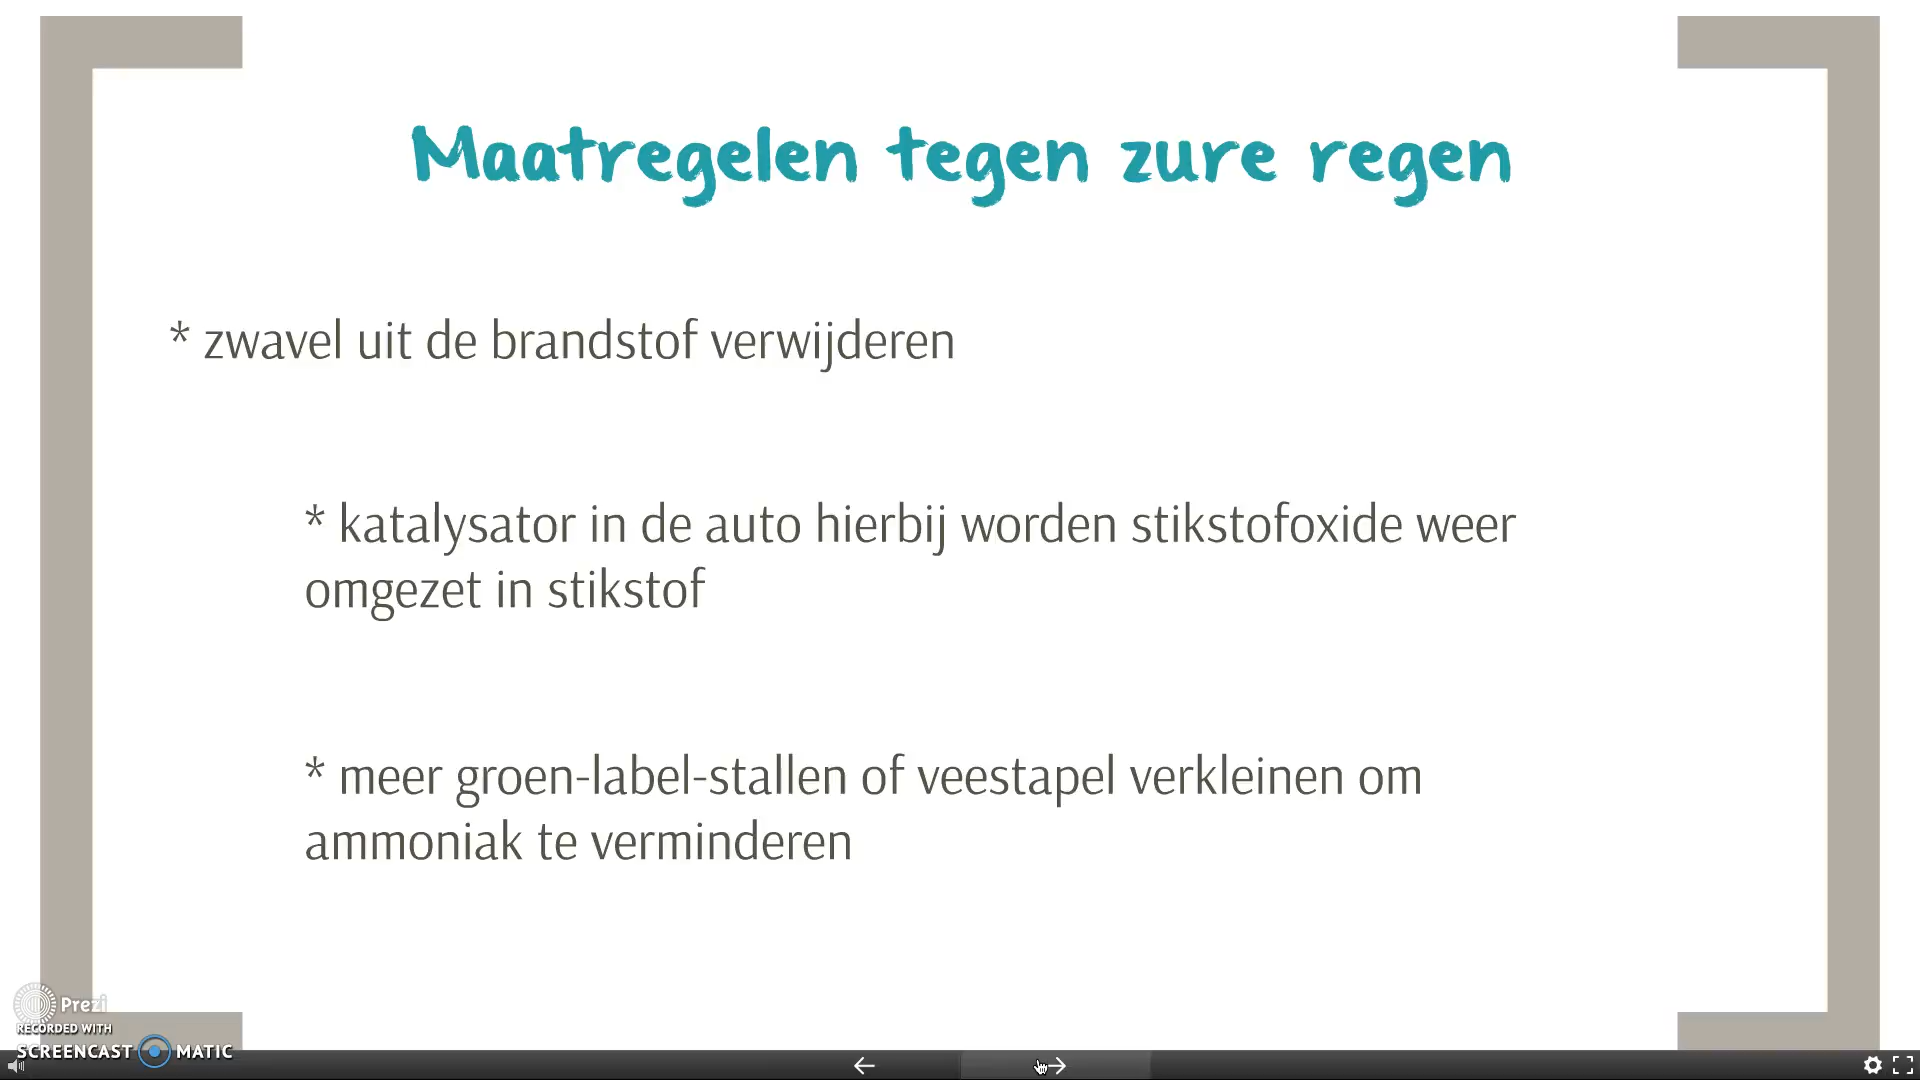 Maatregelen tegen zure regen
* zwavel uit de brandstof verwijderen
* katalysator in de auto hierbij worden stikstofoxide weer
omgezet in stikstof
* meer groen-label-stallen of veestapel verkleinen om
ammoniak te verminderen
Prezi
RECORDED WITH
SCREENCAST MATIC